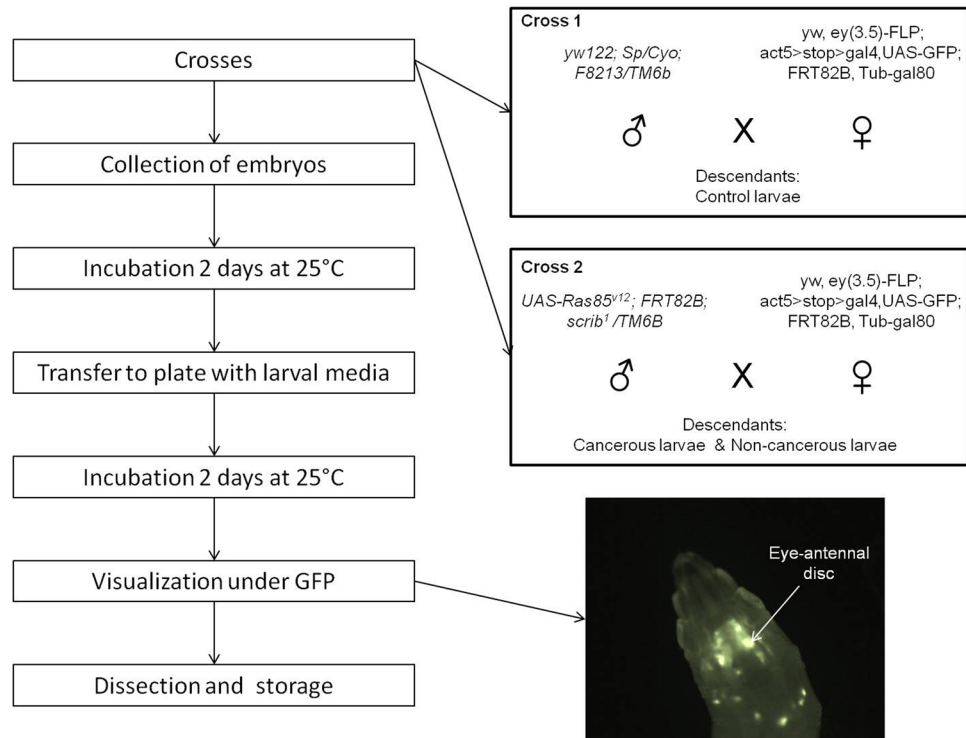 Crosses
Collection of embryos
Incubation 2 days at 25°C
Transfer to plate with larval media
Incubation 2 days at 25°C
Visualization under GFP
Dissection and storage
Cross 1
yw122; Sp/Cyo;
F8213/TM6b
yw, ey(3.5)-FLP;
act5>stop>gal4,UAS-GFP;
FRT82B, Tub-gal80
♂ X ♀
Descendants:
Control larvae
Cross 2
UAS-Ras85ᵛ¹²; FRT82B;
scrib¹ /TM6B
yw, ey(3.5)-FLP;
act5>stop>gal4,UAS-GFP;
FRT82B, Tub-gal80
♂ X ♀
Descendants:
Cancerous larvae & Non-cancerous larvae
Eye-antennal
disc